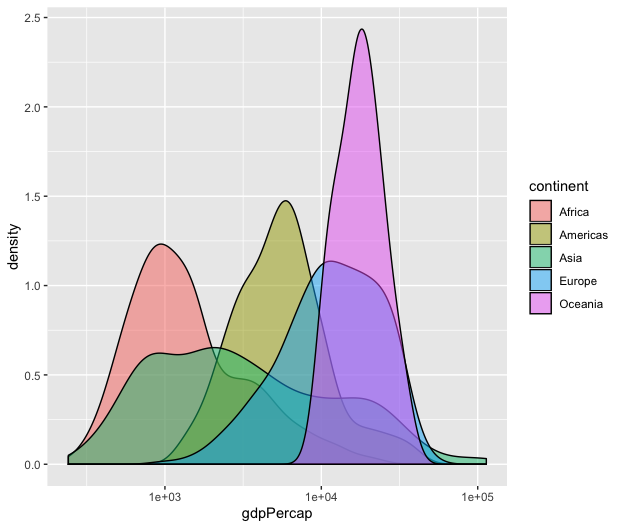 2.5
2.0
1.5
1.0
0.5
0.0
density
1e+03
1e+04
1e+05
gdpPercap
continent
Africa
Americas
Asia
Europe
Oceania